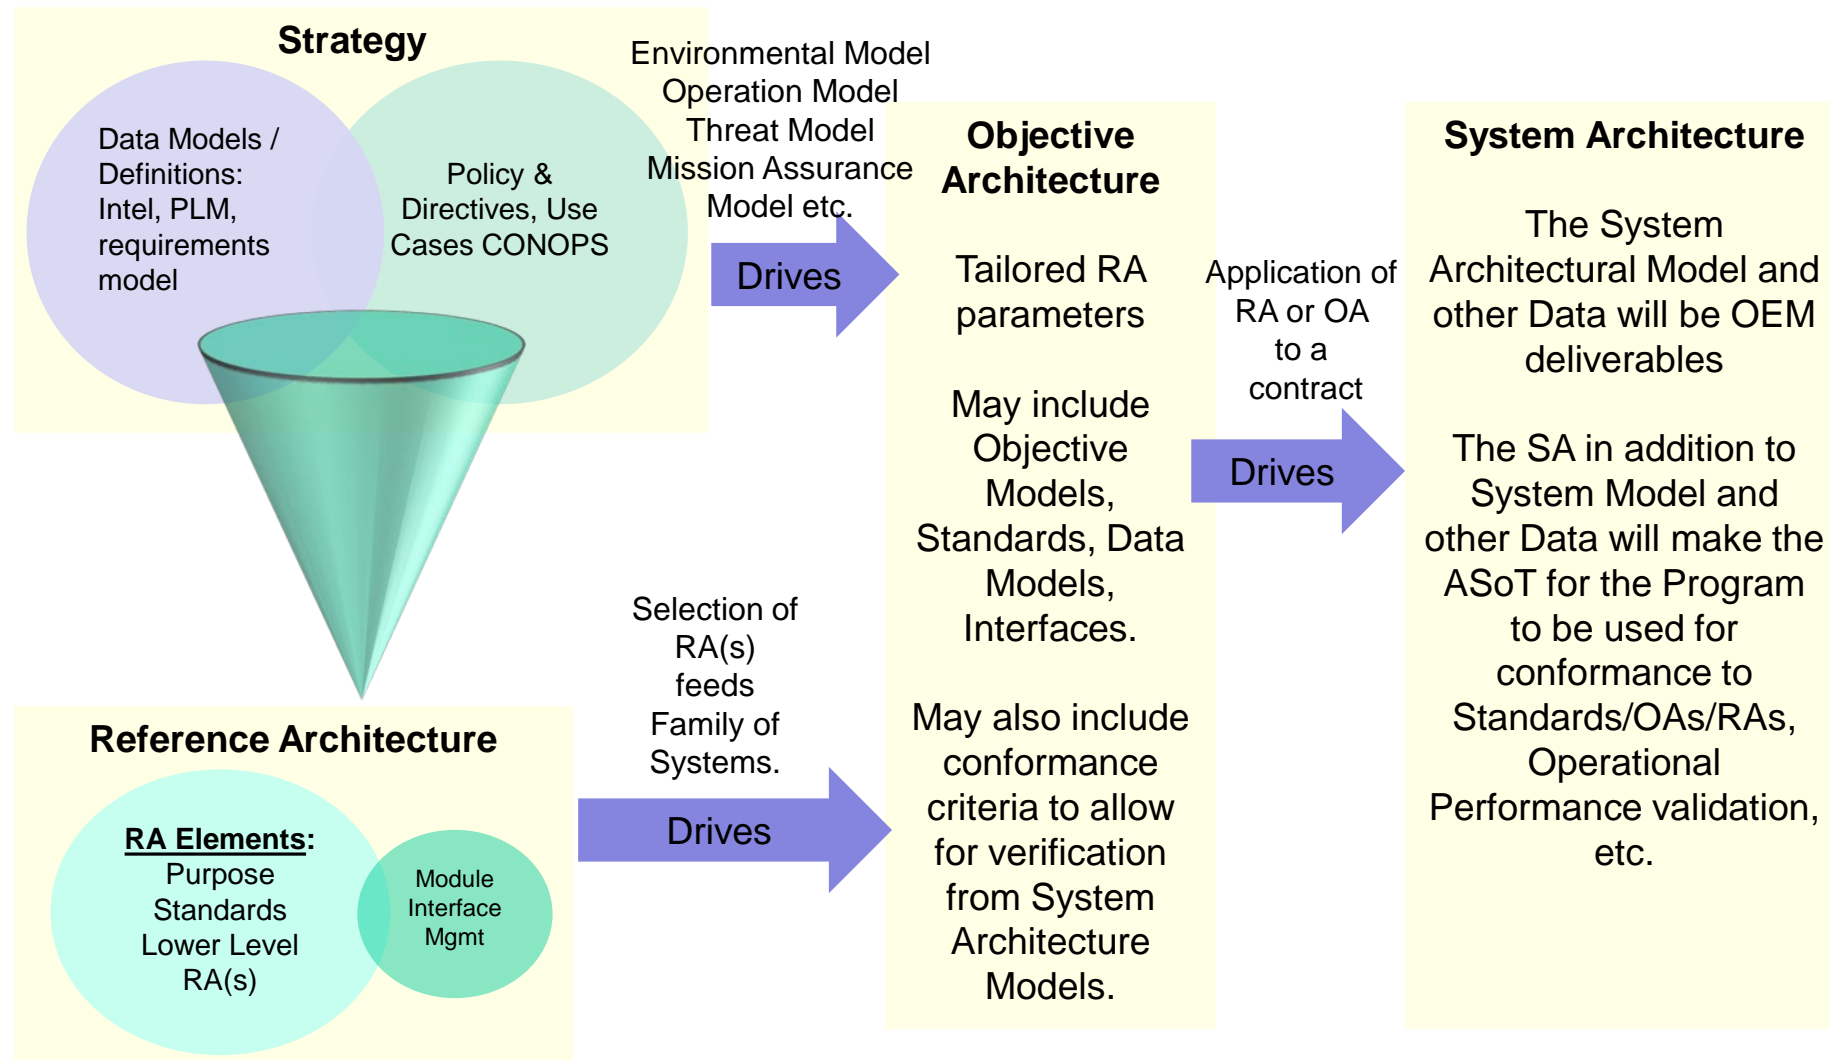 Strategy
Data Models /
Definitions:
Intel, PLM,
requirements
model
Policy &
Directives, Use
Cases CONOPS
Environmental Model
Operation Model
Threat Model
Mission Assurance
Model etc.
Drives
Reference Architecture
RA Elements:
Purpose
Standards
Lower Level
RA(s)
Module
Interface
Mgmt
Selection of
RA(s)
feeds
Family of
Systems.
Drives
Objective
Architecture
Tailored RA
parameters
May include
Objective
Models,
Standards, Data
Models,
Interfaces.
May also include
conformance
criteria to allow
for verification
from System
Architecture
Models.
Application of
RA or OA
to a
contract
Drives
System Architecture
The System
Architectural Model and
other Data will be OEM
deliverables
The SA in addition to
System Model and
other Data will make the
ASoT for the Program
to be used for
conformance to
Standards/OAs/RAs,
Operational
Performance validation,
etc.